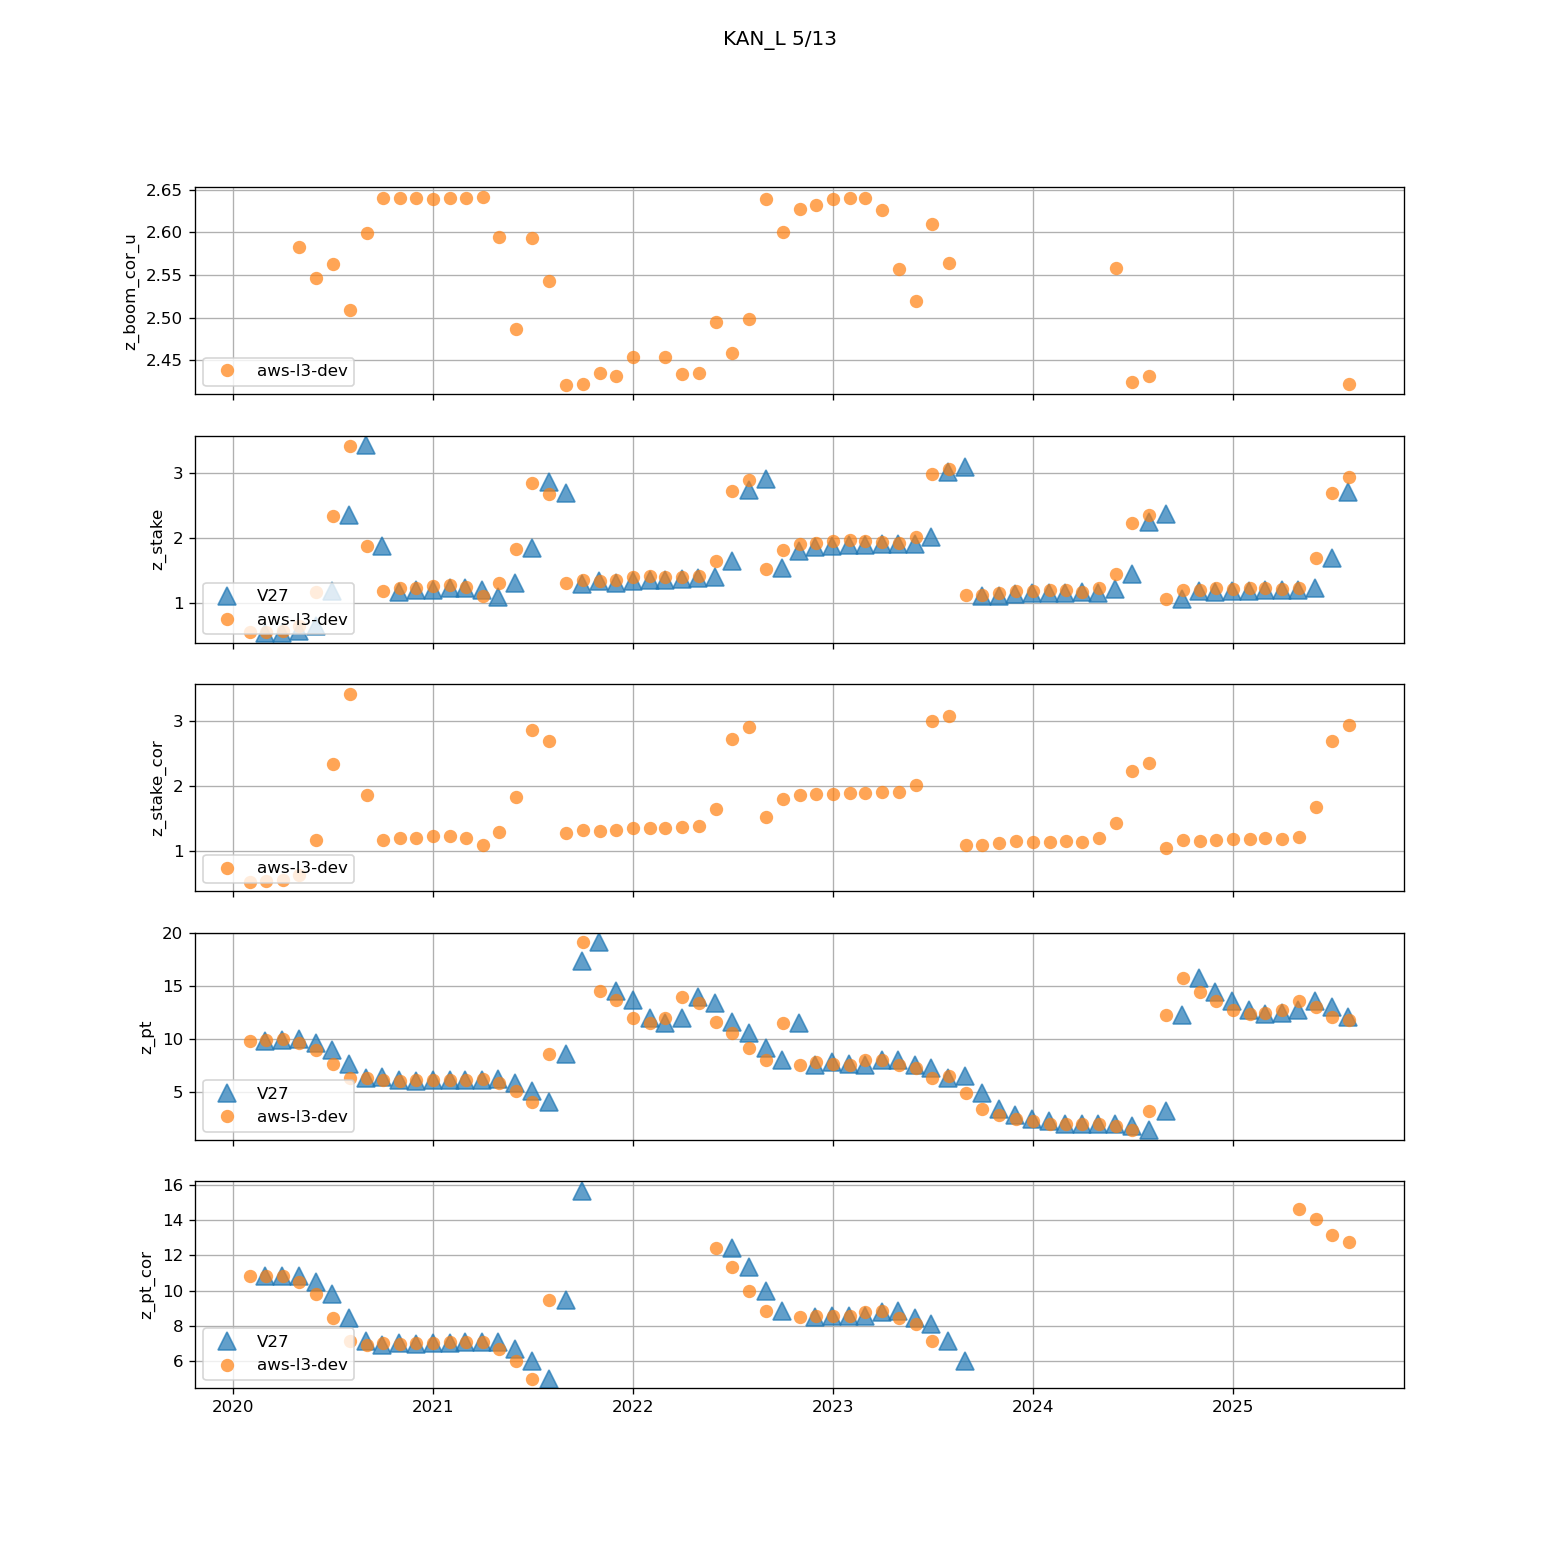 KAN_L 5/13
2.65
2.60
2.55
2.50
2.45
z_boom_cor_u
aws-l3-dev
3
2
1
z_stake
V27
aws-l3-dev
3
2
1
z_stake_cor
aws-l3-dev
20
15
10
5
z_pt
V27
aws-l3-dev
16
14
12
10
8
6
z_pt_cor
V27
aws-l3-dev
2020 2021 2022 2023 2024 2025